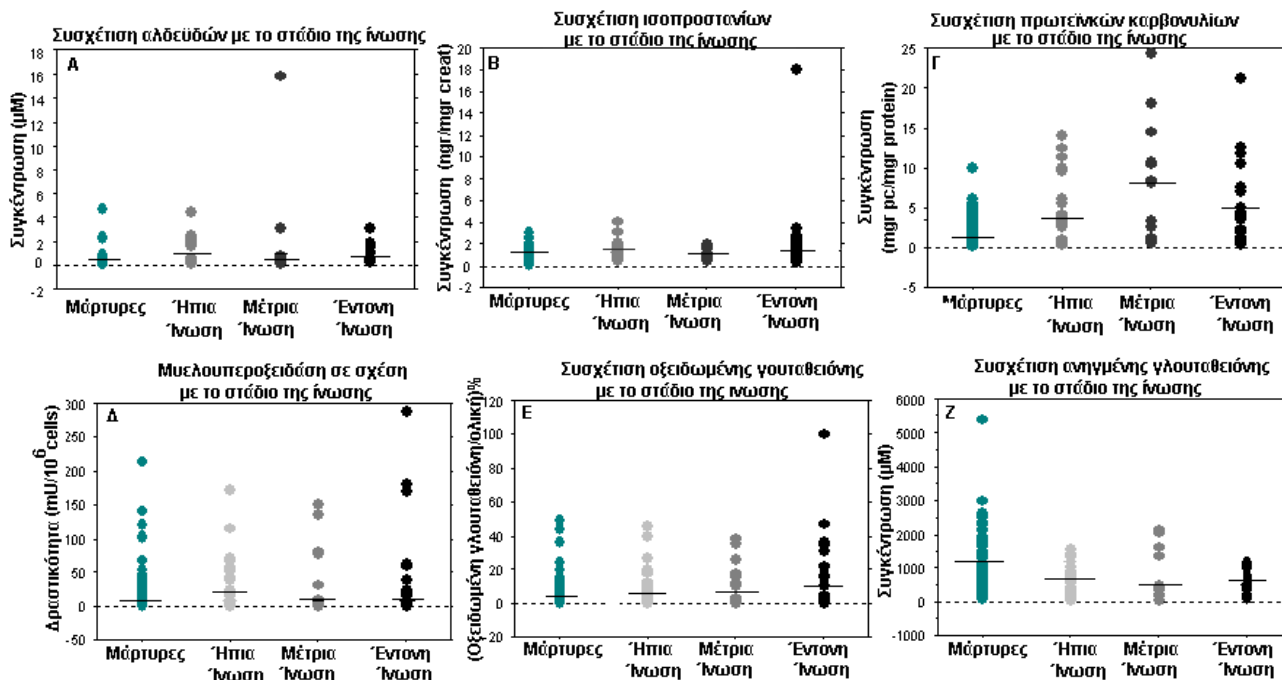 Συσχέτιση αλδεϋδών με το στάδιο της ίνωσης
Α
Συγκέντρωση (μM)
18
16
14
12
10
8
6
4
2
0
-2
Μάρτυρες
Ήπια Ίνωση
Μέτρια Ίνωση
Έντονη Ίνωση
Συσχέτιση ισοπροστανίων
με το στάδιο της ίνωσης
Β
Συγκέντρωση (ngr/mgr creat)
20
18
16
14
12
10
8
6
4
2
0
-2
Μάρτυρες
Ήπια Ίνωση
Μέτρια Ίνωση
Έντονη Ίνωση
Συσχέτιση πρωτεϊνκών καρβονυλίων
με το στάδιο της ίνωσης
Γ
Συγκέντρωση
(mgr pc/mgr protein)
25
20
15
10
5
0
-5
Μάρτυρες
Ήπια Ίνωση
Μέτρια Ίνωση
Έντονη Ίνωση
Μυελουπεροξειδάση σε σχέση
με το στάδιο της ίνωσης
Δ
Δραστικότητα (mU/10^6 cells)
300
250
200
150
100
50
0
-50
Μάρτυρες
Ήπια Ίνωση
Μέτρια Ίνωση
Έντονη Ίνωση
Συσχέτιση οξειδωμένης γουταθειόνης
με το στάδιο της ίνωσης
Ε
(Οξειδωμένη γλουταθειόνη/ολική)%
120
100
80
60
40
20
0
20
Μάρτυρες
Ήπια Ίνωση
Μέτρια Ίνωση
Έντονη Ίνωση
Συσχέτιση ανηγμένης γλουταθειόνης
με το στάδιο της ίνωσης
Ζ
Συγκέντρωση (μM)
6000
5000
4000
3000
2000
1000
0
-1000
Μάρτυρες
Ήπια Ίνωση
Μέτρια Ίνωση
Έντονη Ίνωση